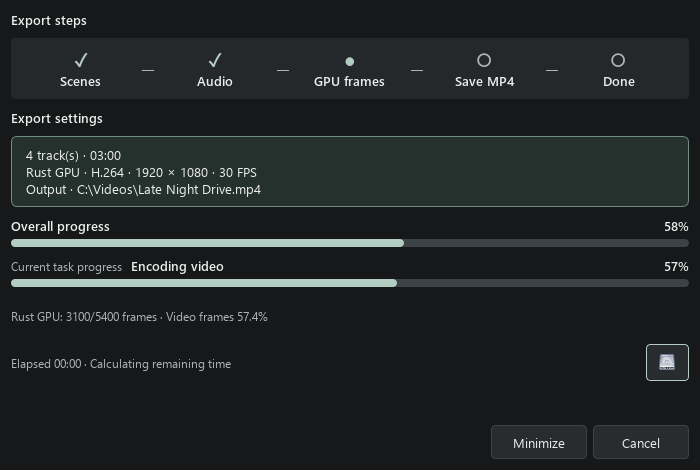 Export steps
✓ — ✓ — ● — ○ — ○
Scenes Audio GPU frames Save MP4 Done
Export settings
4 track(s) · 03:00
Rust GPU · H.264 · 1920 × 1080 · 30 FPS
Output · C:\Videos\Late Night Drive.mp4
Overall progress 58%
Current task progress Encoding video 57%
Rust GPU: 3100/5400 frames · Video frames 57.4%
Elapsed 00:00 · Calculating remaining time
Minimize Cancel